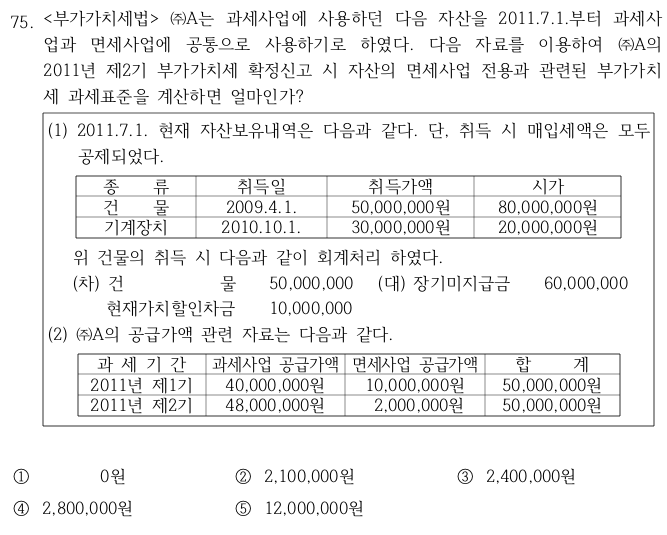 75. <부가가치세법> ㈜A는 과세사업에 사용하던 다음 자산을 2011.7.1.부터 과세사
업과 면세사업에 공통으로 사용하기로 하였다. 다음 자료를 이용하여 ㈜A의
2011년 제2기 부가가치세 확정신고 시 자산의 면세사업 전용과 관련된 부가가치
세 과세표준을 계산하면 얼마인가?
(1) 2011.7.1. 현재 자산보유내역은 다음과 같다. 단, 취득 시 매입세액은 모두
공제되었다.
종 류 취득일 취득가액 시가
건 물 2009.4.1. 50,000,000원 80,000,000원
기계장치 2010.10.1. 30,000,000원 20,000,000원
위 건물의 취득 시 다음과 같이 회계처리 하였다.
(차) 건 물 50,000,000 (대) 장기미지급금 60,000,000
현재가치할인차금 10,000,000
(2) ㈜A의 공급가액 관련 자료는 다음과 같다.
과 세 기 간 과세사업 공급가액 면세사업 공급가액 합 계
2011년 제1기 40,000,000원 10,000,000원 50,000,000원
2011년 제2기 48,000,000원 2,000,000원 50,000,000원
① 0원 ② 2,100,000원 ③ 2,400,000원
④ 2,800,000원 ⑤ 12,000,000원